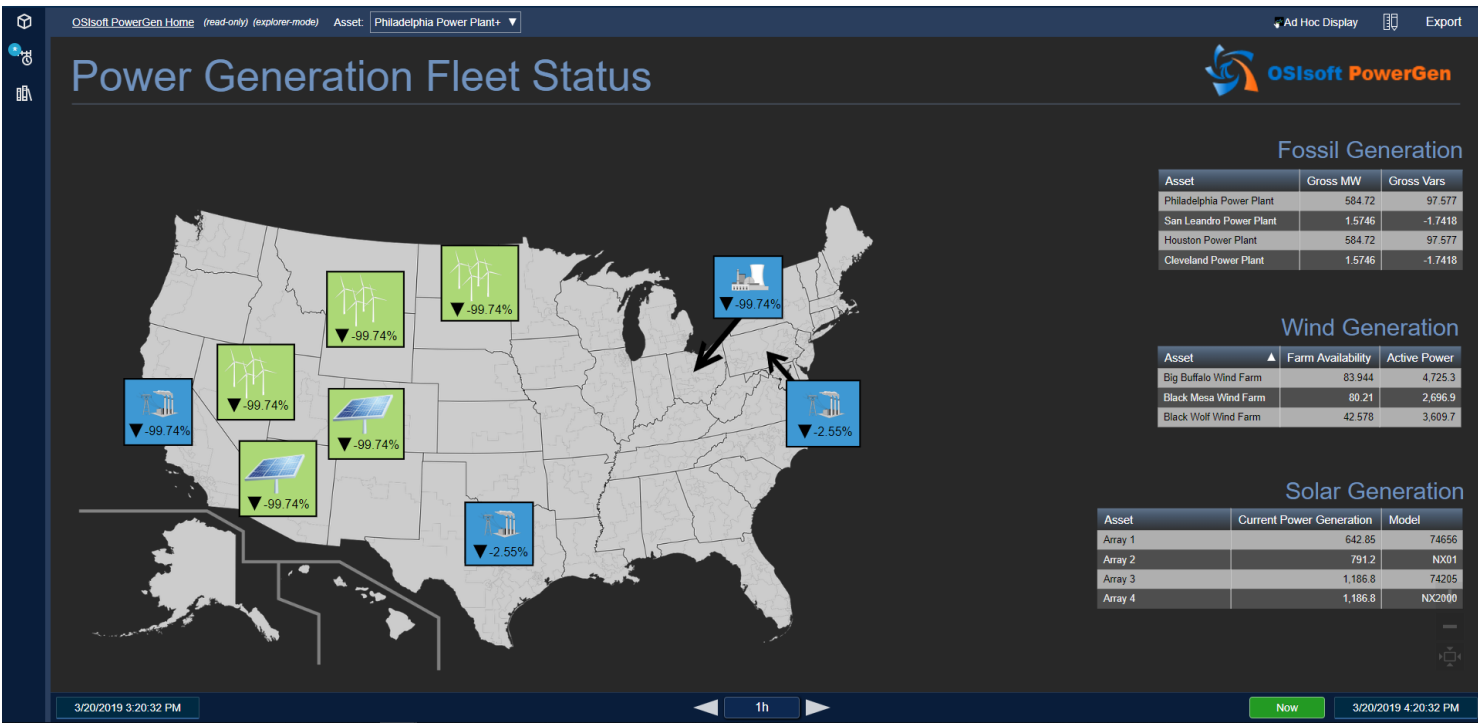 OSIsoft PowerGen Home (read-only) (explorer-mode) Asset: Philadelphia Power Plant+ ▼ Ad Hoc Display Export
Power Generation Fleet Status
OSIsoft PowerGen
Fossil Generation
Asset Gross MW Gross Vars
Philadelphia Power Plant 584.72 97.577
San Leandro Power Plant 1.5746 -1.7418
Houston Power Plant 584.72 97.577
Cleveland Power Plant 1.5746 -1.7418
Wind Generation
Asset ▲ Farm Availability Active Power
Big Buffalo Wind Farm 83.944 4,725.3
Black Mesa Wind Farm 80.21 2,696.9
Black Wolf Wind Farm 42.578 3,609.7
Solar Generation
Asset Current Power Generation Model
Array 1 642.85 74656
Array 2 791.2 NX01
Array 3 1,186.8 74205
Array 4 1,186.8 NX2000
▼-99.74%
▼-99.74%
▼-99.74%
▼-99.74%
▼-99.74%
▼-99.74%
▼-2.55%
▼-99.74%
▼-2.55%
3/20/2019 3:20:32 PM 1h Now 3/20/2019 4:20:32 PM